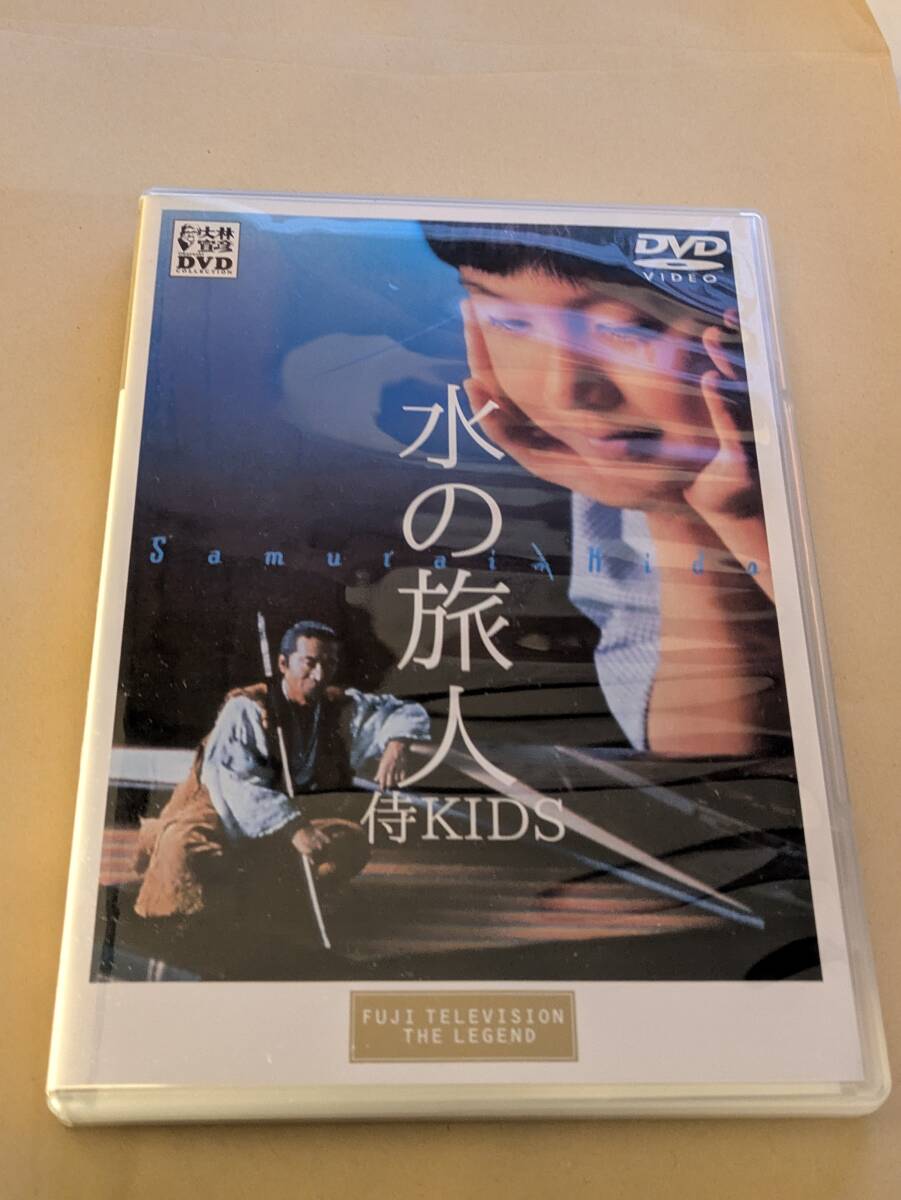 大林
宣彦
DVD
COLLECTION
DVD
VIDEO
水の旅人
Samurai Kids
侍KIDS
FUJI TELEVISION
THE LEGEND